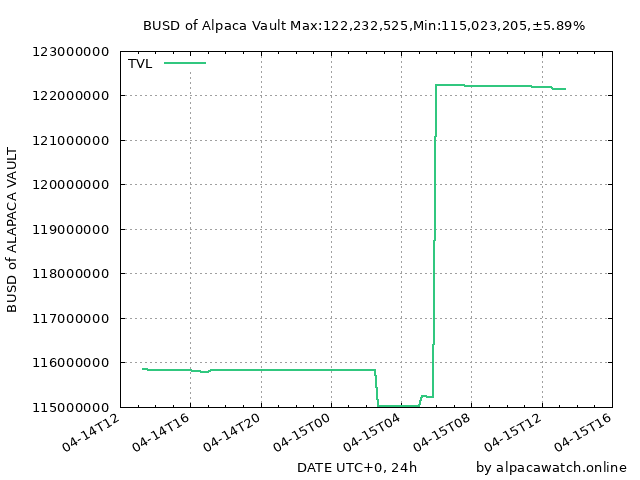 BUSD of Alpaca Vault Max:122,232,525,Min:115,023,205,±5.89%
123000000
TVL
122000000
121000000
120000000
119000000
118000000
117000000
116000000
115000000
BUSD of ALAPACA VAULT
04-14T12
04-14T16
04-14T20
04-15T00
04-15T04
04-15T08
04-15T12
04-15T16
DATE UTC+0, 24h
by alpacawatch.online